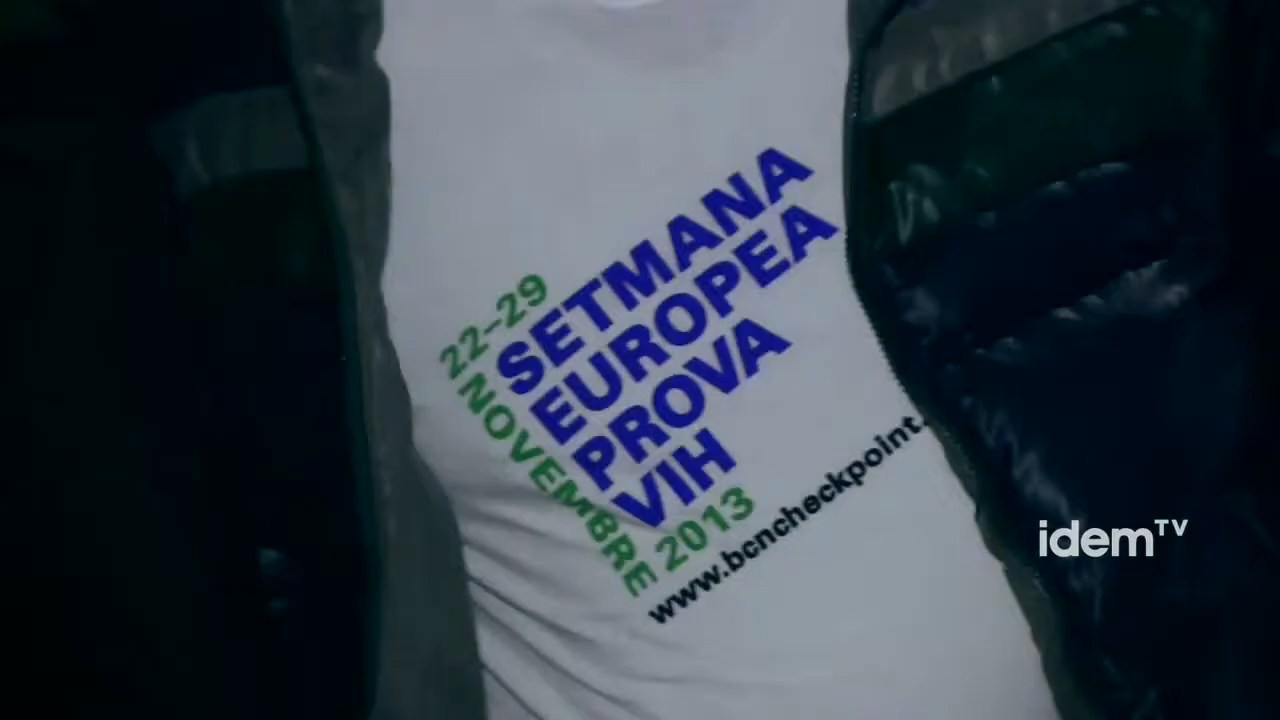 22–29
NOVEMBRE
2013
SETMANA
EUROPEA
PROVA
VIH
www.bcncheckpoint.
idemTV